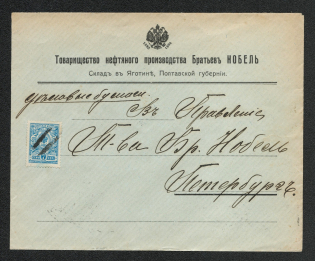 Товарищество нефтяного производства Братьевъ НОБЕЛЬ
Складъ въ Яготинѣ, Полтавской губерніи.
Въ Правленіе
Т-ва Бр. Нобель
Петербургъ